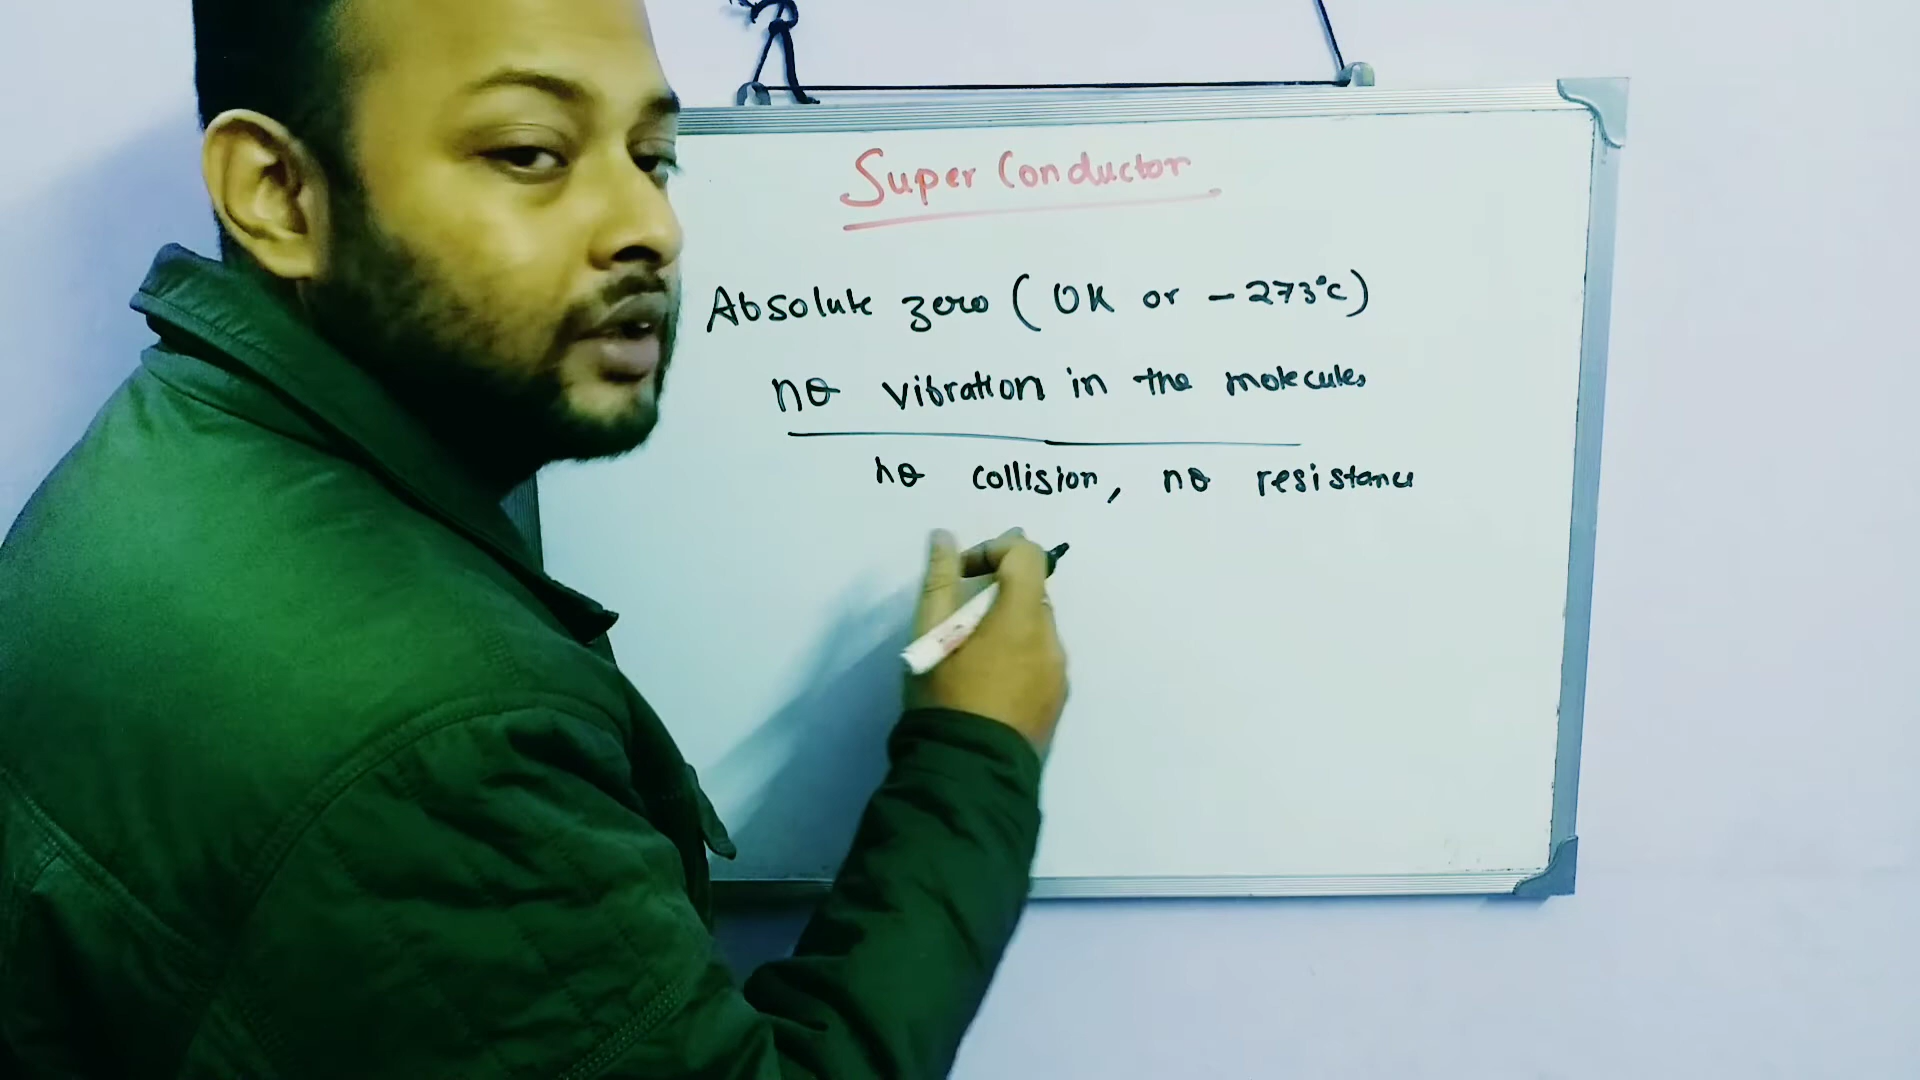 Super Conductor
Absolute zero ( 0K or - 273°c)
no vibration in the molecules
no collision, no resistance